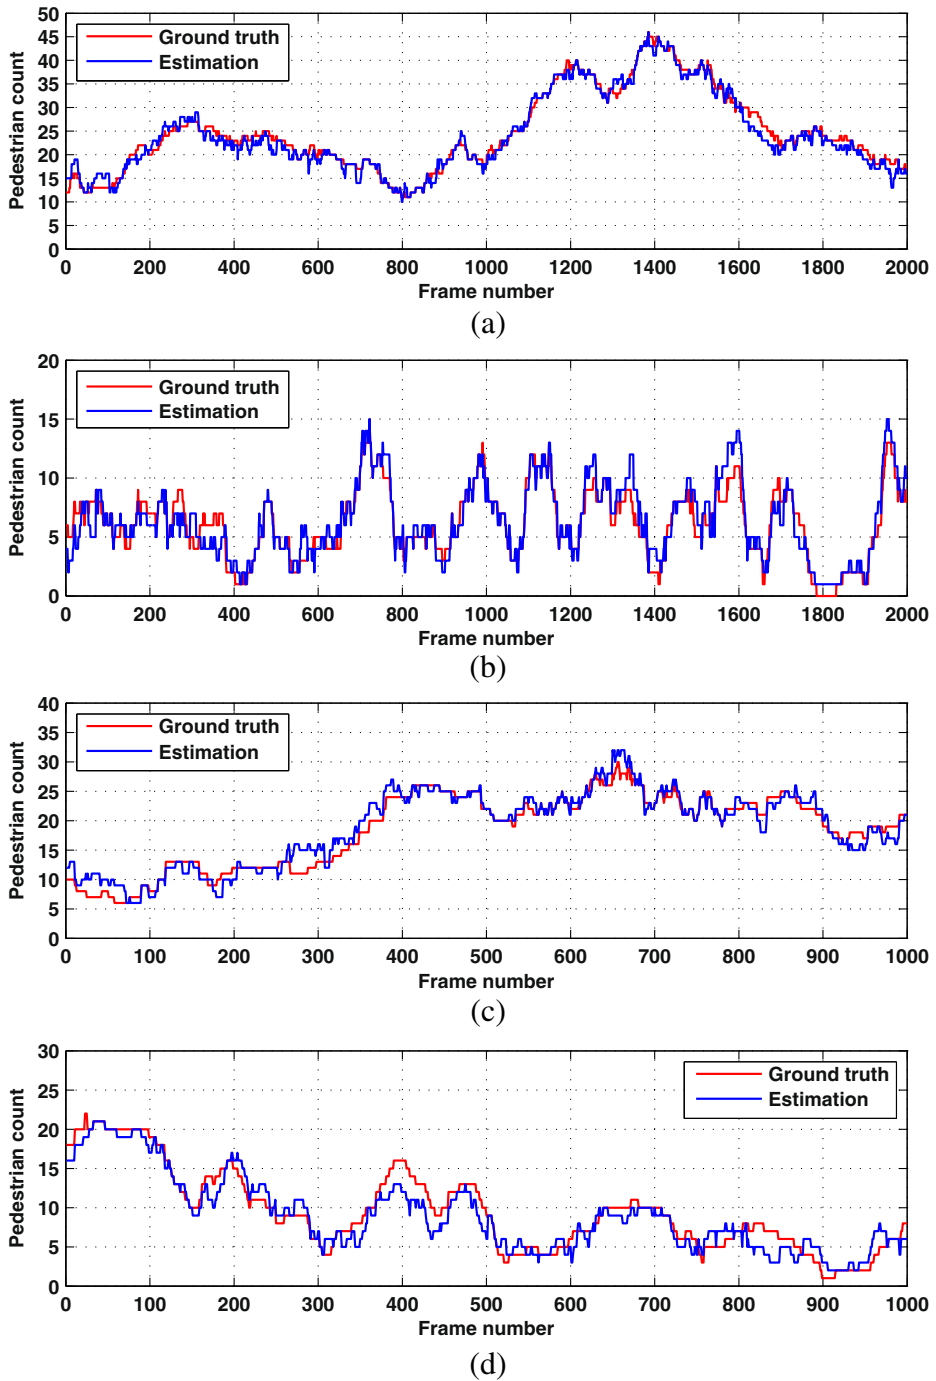 50
45
40
35
30
25
20
15
10
5
0
Pedestrian count
Ground truth
Estimation
0 200 400 600 800 1000 1200 1400 1600 1800 2000
Frame number
(a)
20
15
10
5
0
Pedestrian count
Ground truth
Estimation
0 200 400 600 800 1000 1200 1400 1600 1800 2000
Frame number
(b)
40
35
30
25
20
15
10
5
0
Pedestrian count
Ground truth
Estimation
0 100 200 300 400 500 600 700 800 900 1000
Frame number
(c)
30
25
20
15
10
5
0
Pedestrian count
Ground truth
Estimation
0 100 200 300 400 500 600 700 800 900 1000
Frame number
(d)